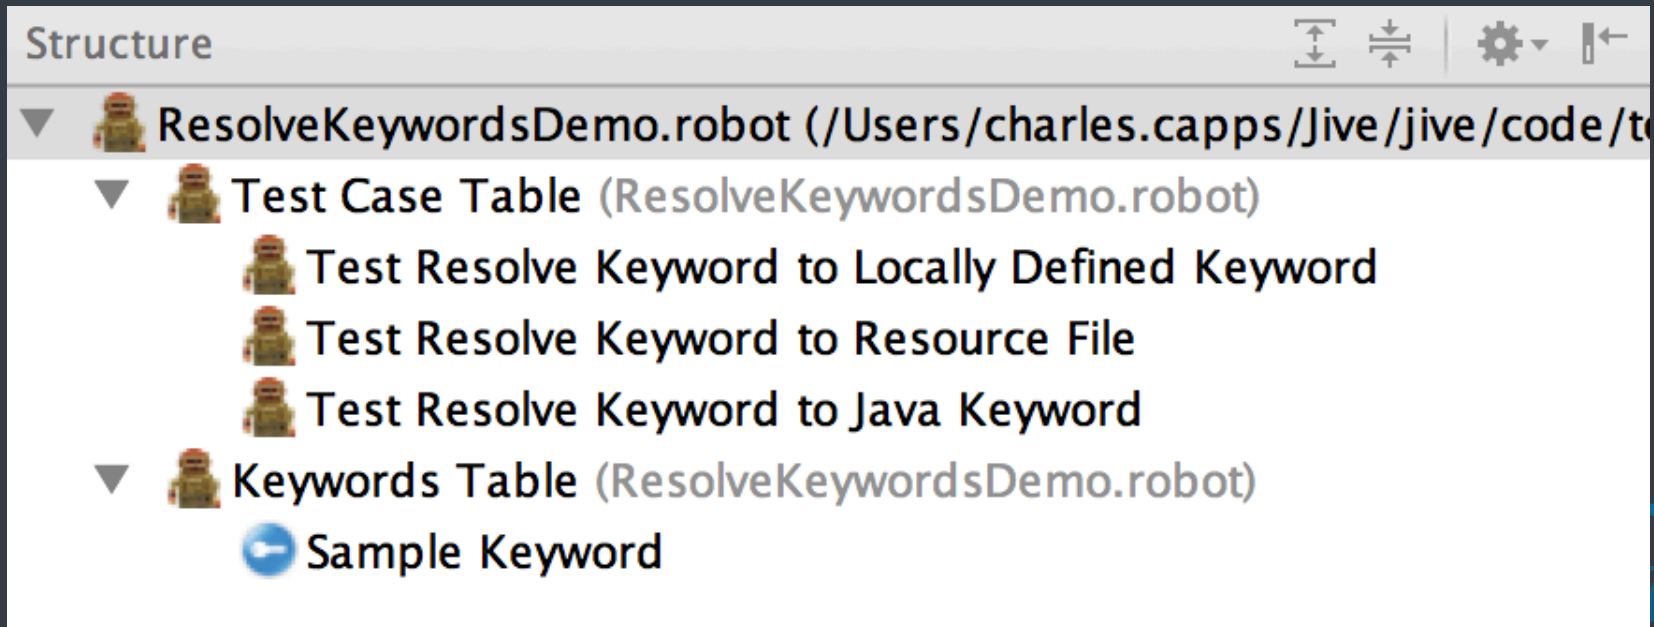 Structure
ResolveKeywordsDemo.robot (/Users/charles.capps/Jive/jive/code/t
Test Case Table (ResolveKeywordsDemo.robot)
Test Resolve Keyword to Locally Defined Keyword
Test Resolve Keyword to Resource File
Test Resolve Keyword to Java Keyword
Keywords Table (ResolveKeywordsDemo.robot)
Sample Keyword